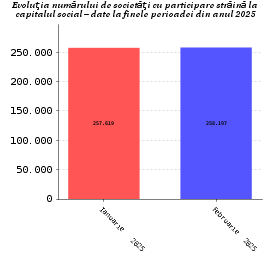 Evoluția numărului de societăți cu participare străină la
capitalul social – date la finele perioadei din anul 2025
250.000
200.000
150.000
100.000
50.000
0
257.619
258.197
Ianuarie 2025
Februarie 2025